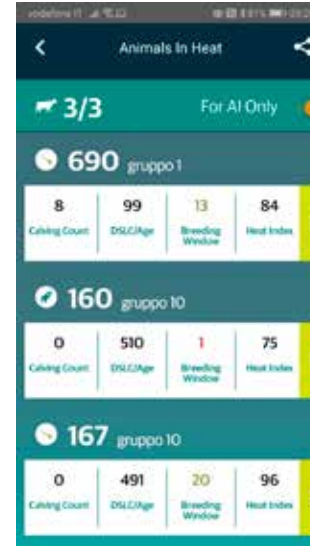 vodafone IT
Animals In Heat
3/3 For AI Only
690 gruppo 1
8 99 13 84
Calving Count DSLC/Age Breeding Window Heat Index
160 gruppo 10
0 510 1 75
Calving Count DSLC/Age Breeding Window Heat Index
167 gruppo 10
0 491 20 96
Calving Count DSLC/Age Breeding Window Heat Index